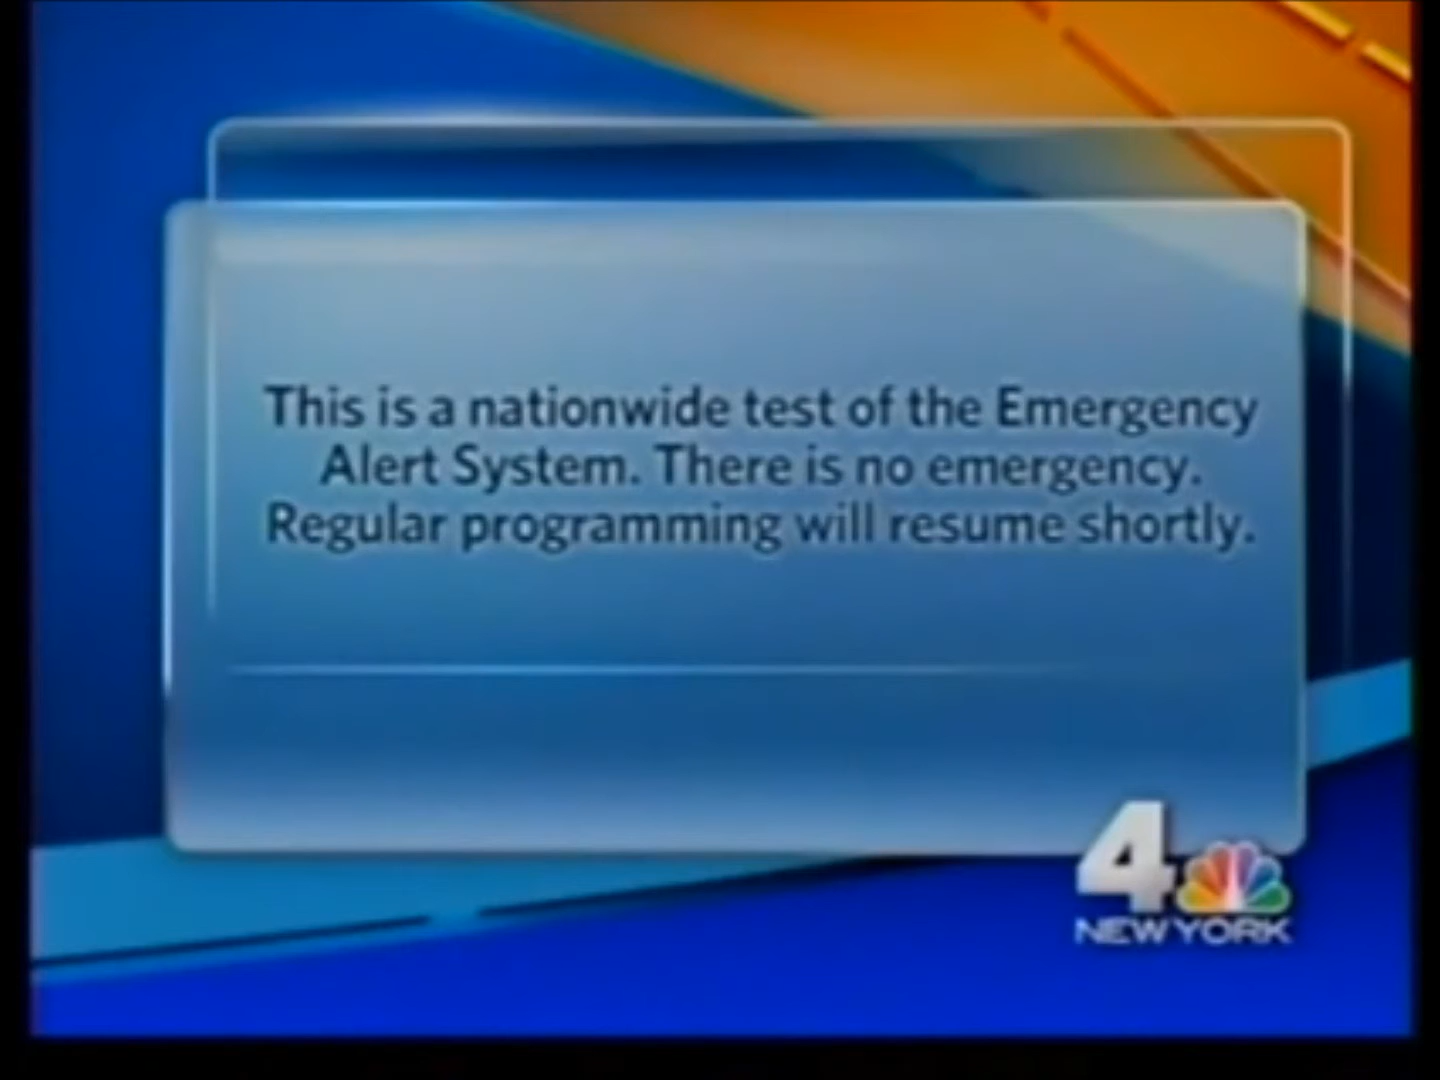 This is a nationwide test of the Emergency
Alert System. There is no emergency.
Regular programming will resume shortly.
4
NEW YORK